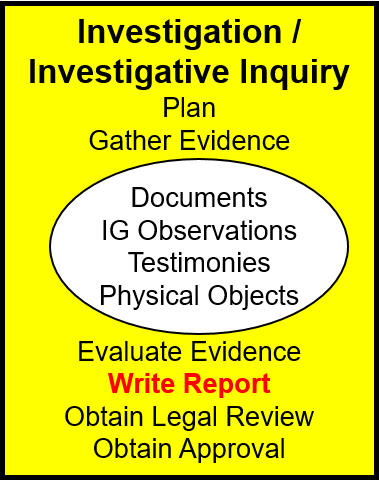 Investigation /
Investigative Inquiry
Plan
Gather Evidence
Documents
IG Observations
Testimonies
Physical Objects
Evaluate Evidence
Write Report
Obtain Legal Review
Obtain Approval